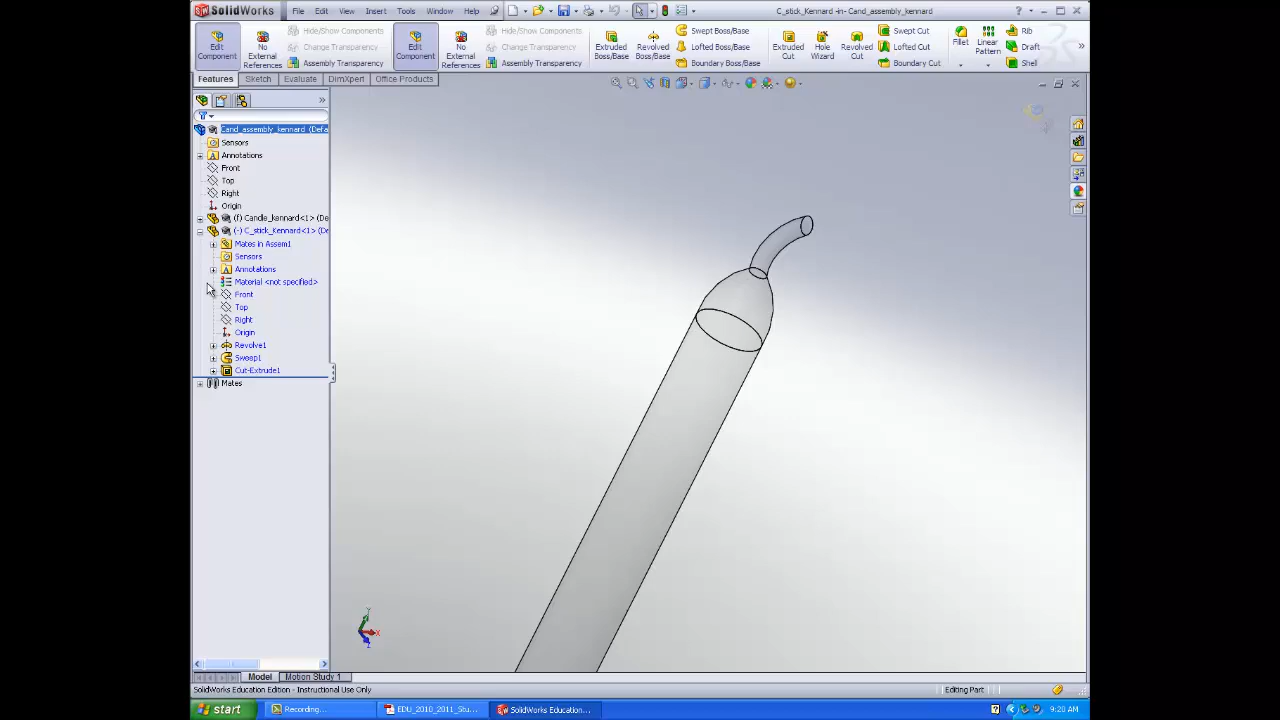 SolidWorks File Edit View Insert Tools Window Help C_stick_Kennard -in- Cand_assembly_kennard
Edit Component
No External References
Hide/Show Components
Change Transparency
Assembly Transparency
Edit Component
No External References
Hide/Show Components
Change Transparency
Assembly Transparency
Extruded Boss/Base
Revolved Boss/Base
Swept Boss/Base
Lofted Boss/Base
Boundary Boss/Base
Extruded Cut
Hole Wizard
Revolved Cut
Swept Cut
Lofted Cut
Boundary Cut
Fillet
Linear Pattern
Rib
Draft
Shell
Features Sketch Evaluate DimXpert Office Products
Cand_assembly_kennard (Defa
Sensors
Annotations
Front
Top
Right
Origin
(f) Candle_kennard<1> (De
(-) C_stick_Kennard<1> (De
Mates in Assem1
Sensors
Annotations
Material <not specified>
Front
Top
Right
Origin
Revolve1
Sweep1
Cut-Extrude1
Mates
Y
X
Z
Model Motion Study 1
SolidWorks Education Edition - Instructional Use Only Editing Part
start Recording... EDU_2010_2011_Stu... SolidWorks Education... 9:20 AM